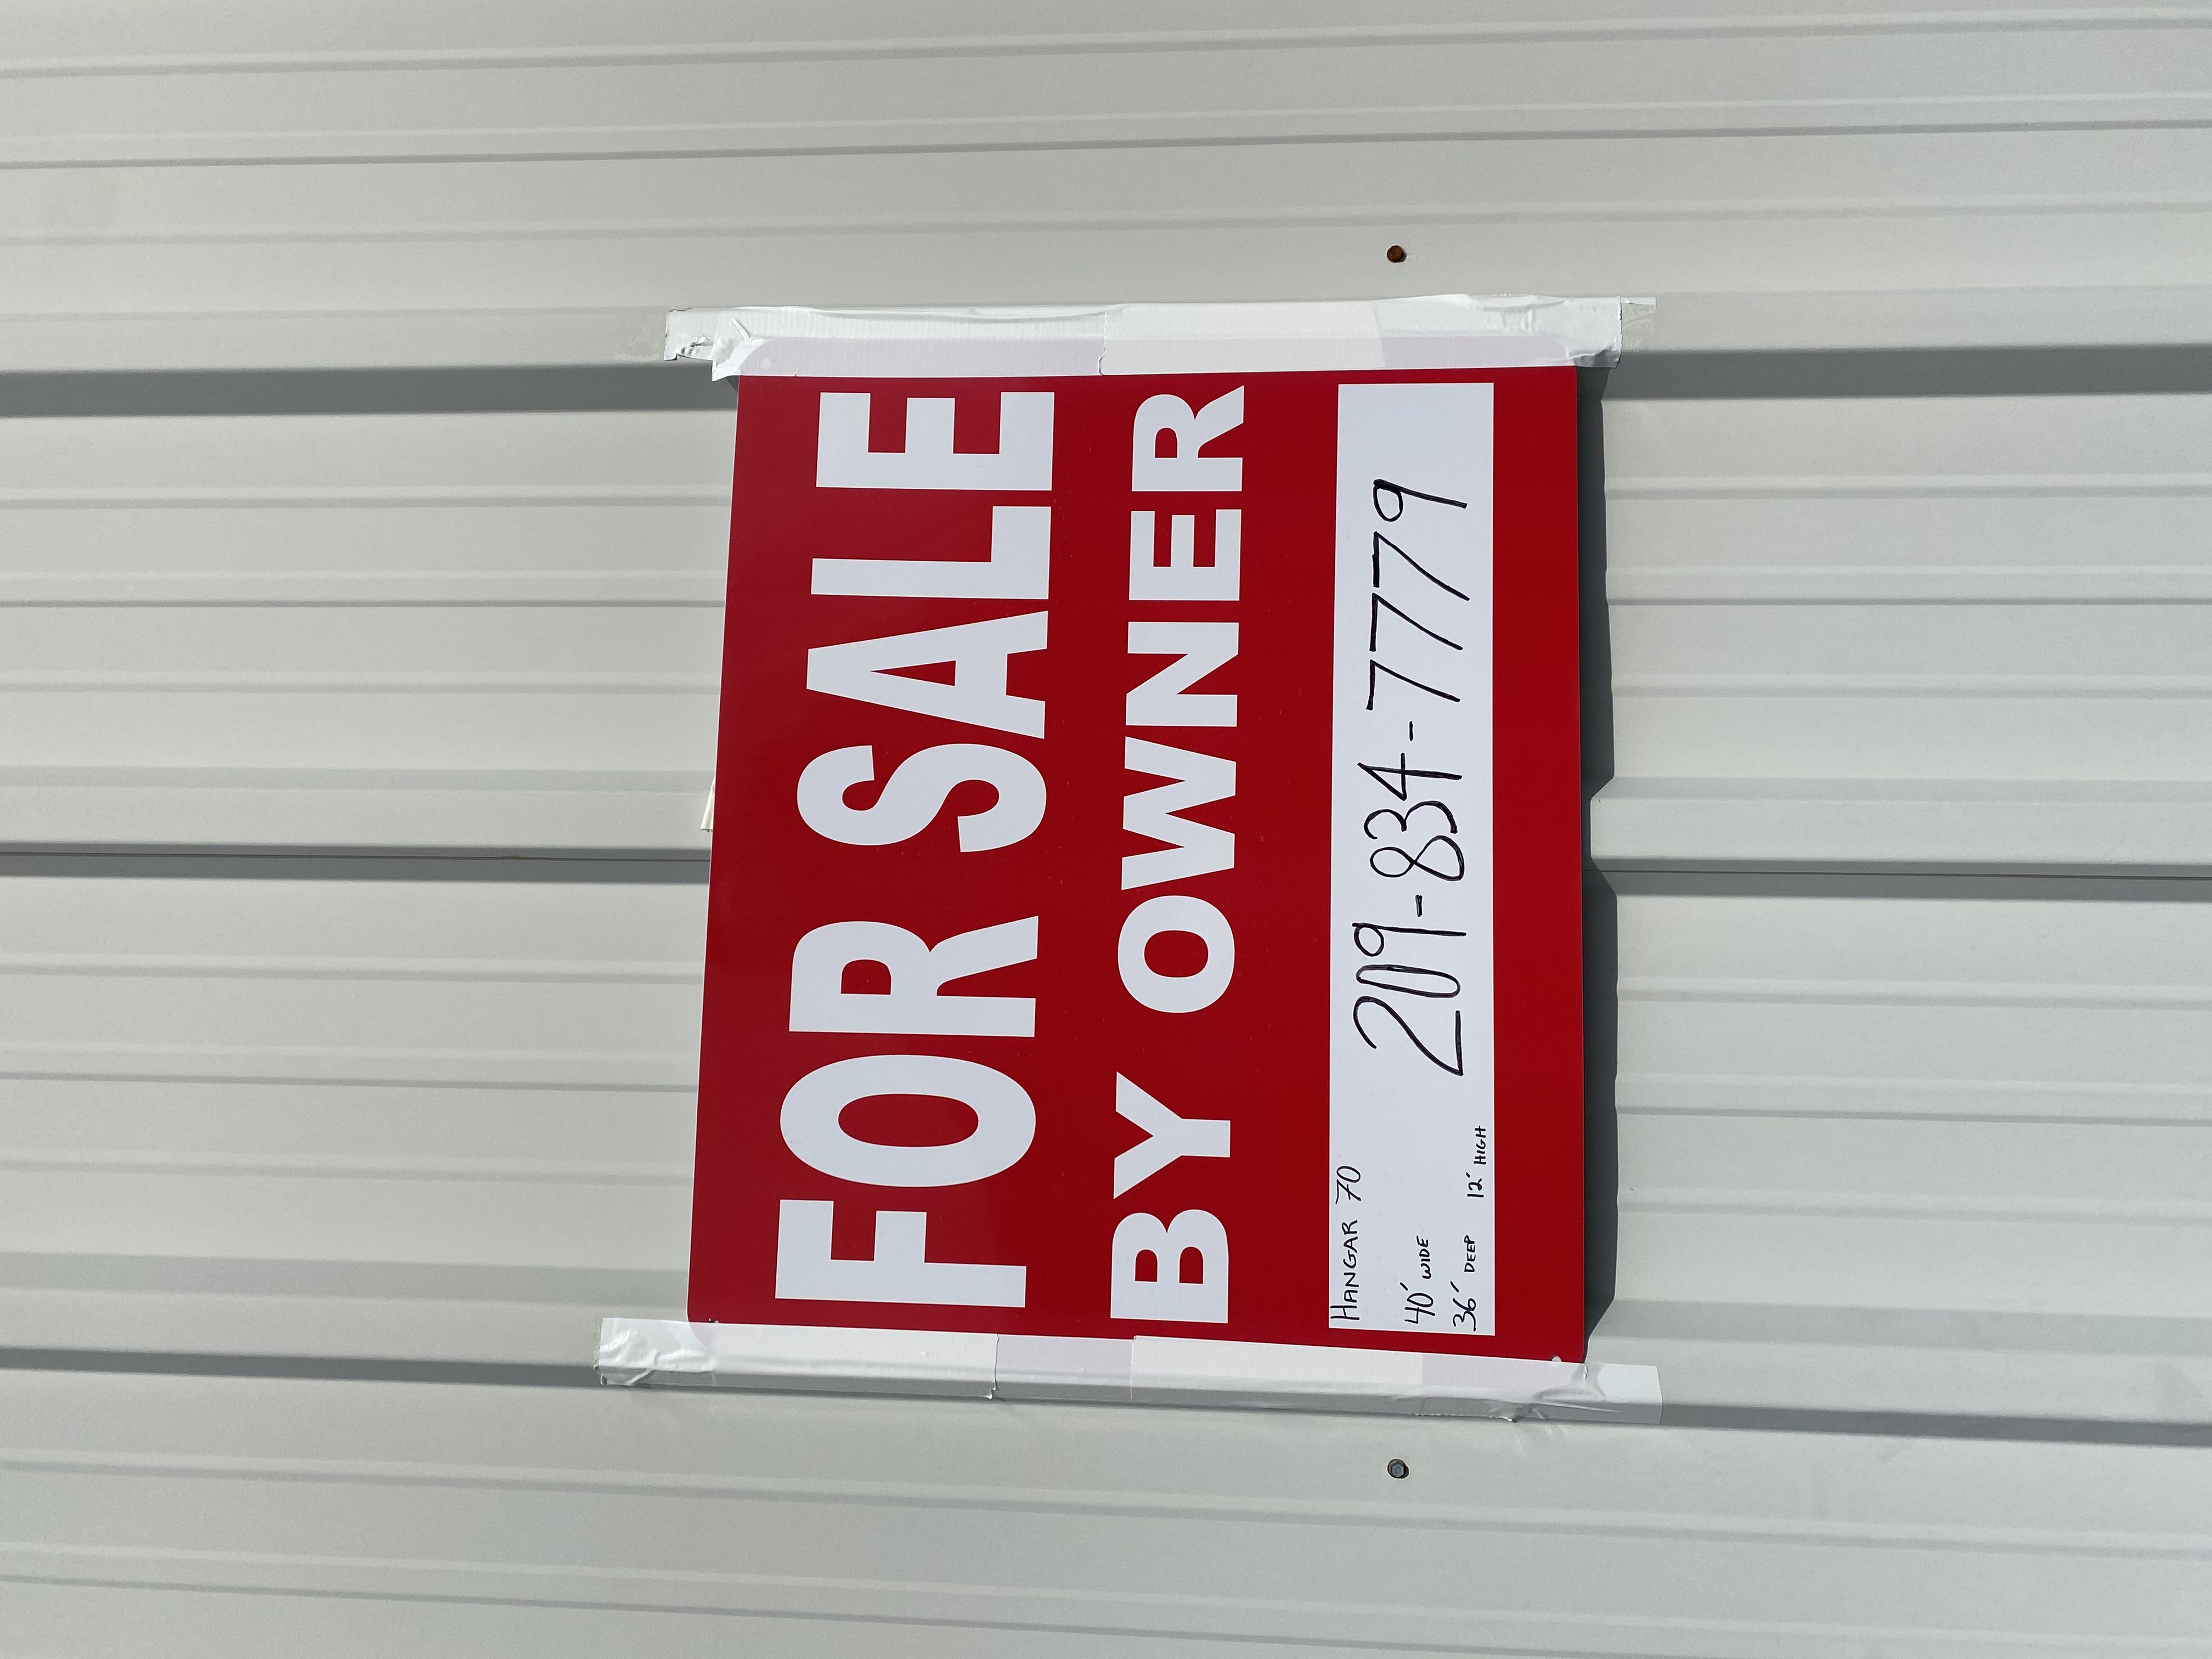 FOR SALE
BY OWNER
HANGAR 70
209-834-7779
40' WIDE
36' DEEP 12' HIGH